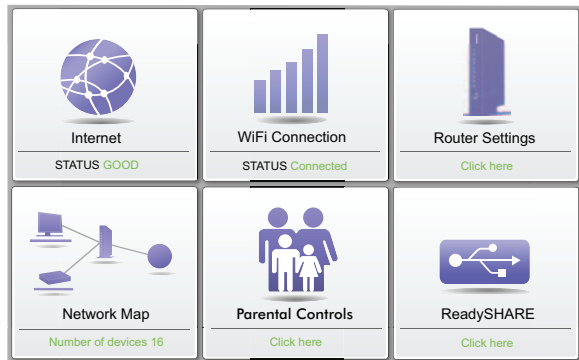 Internet
STATUS GOOD
WiFi Connection
STATUS Connected
Router Settings
Click here
Network Map
Number of devices 16
Parental Controls
Click here
ReadySHARE
Click here